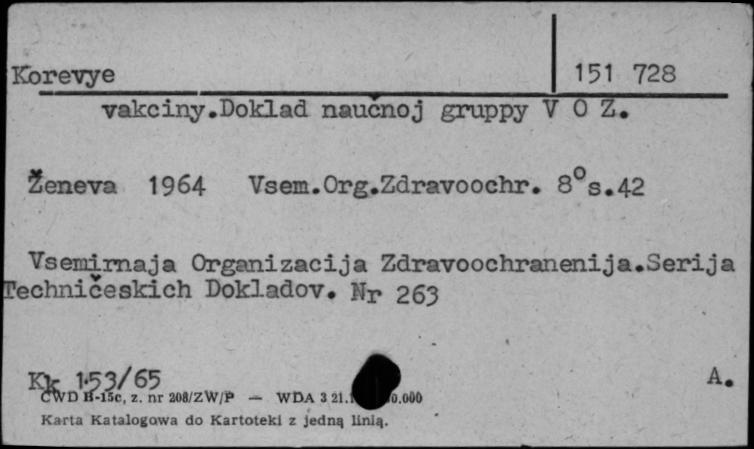 Korevye 151 728
vakciny.Doklad naučnoj gruppy V O Z.
Ženeva 1964 Vsem.Org.Zdravoochr. 8° s.42
Vsemirnaja Organizacija Zdravoochranenija.Serija
Techničeskich Dokladov. Nr 263
Kk 153/65 A.
CWD B-15c, z. nr 208/ZW/P — WDA 3 21.
Karta Katalogowa do Kartoteki z jedną linią.